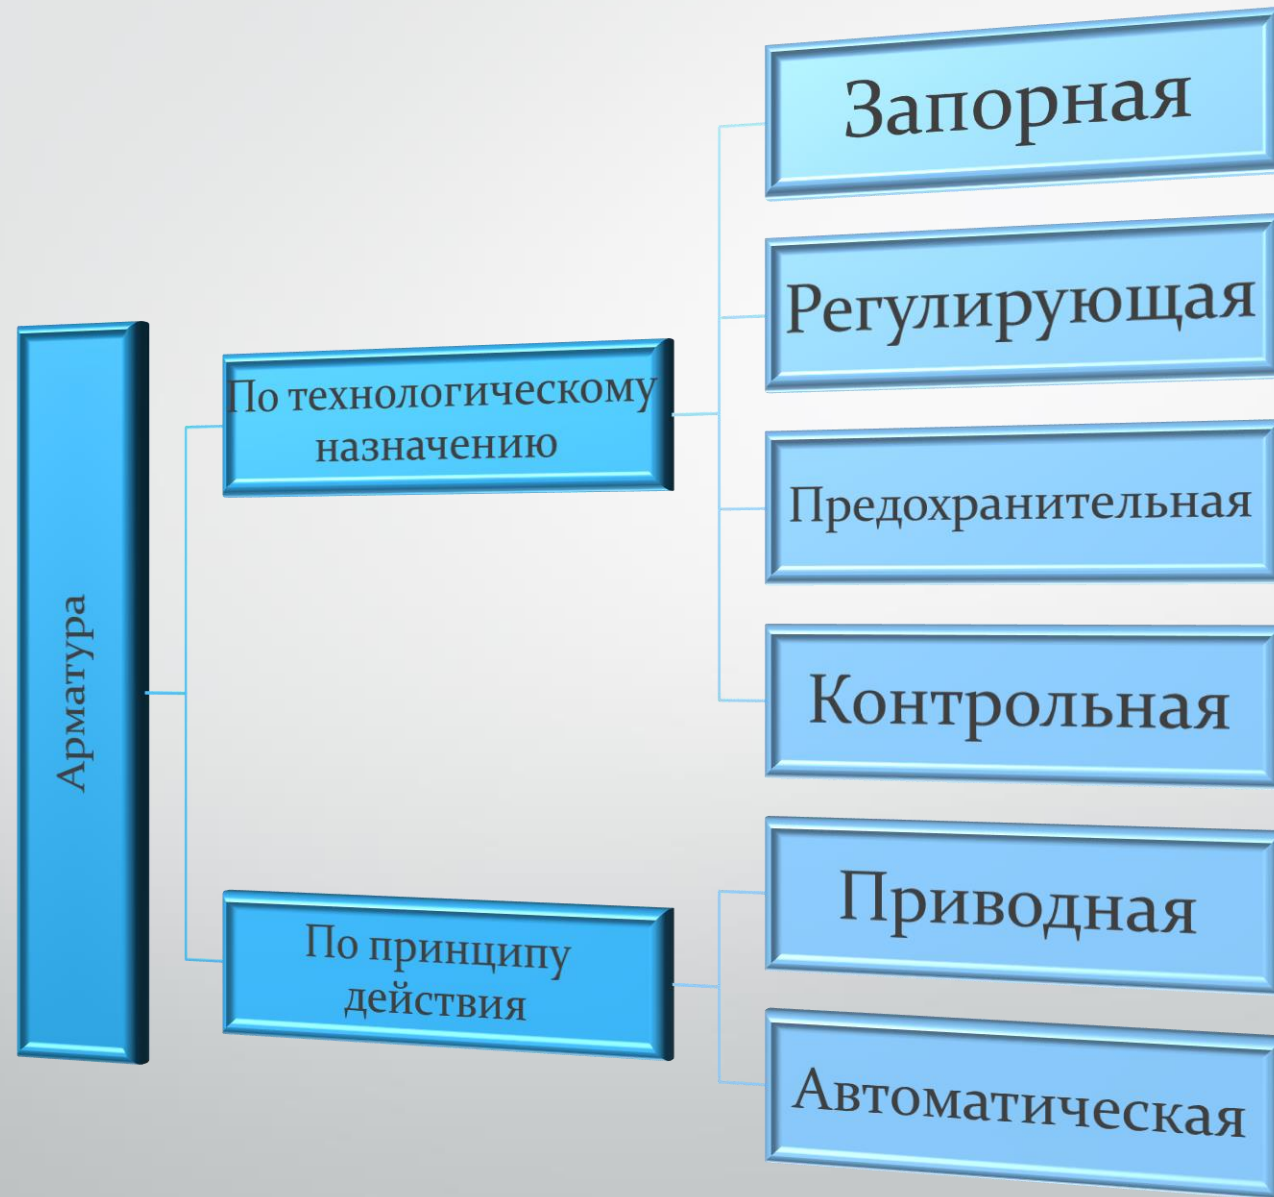 Арматура
По технологическому
назначению
Запорная
Регулирующая
Предохранительная
Контрольная
По принципу
действия
Приводная
Автоматическая